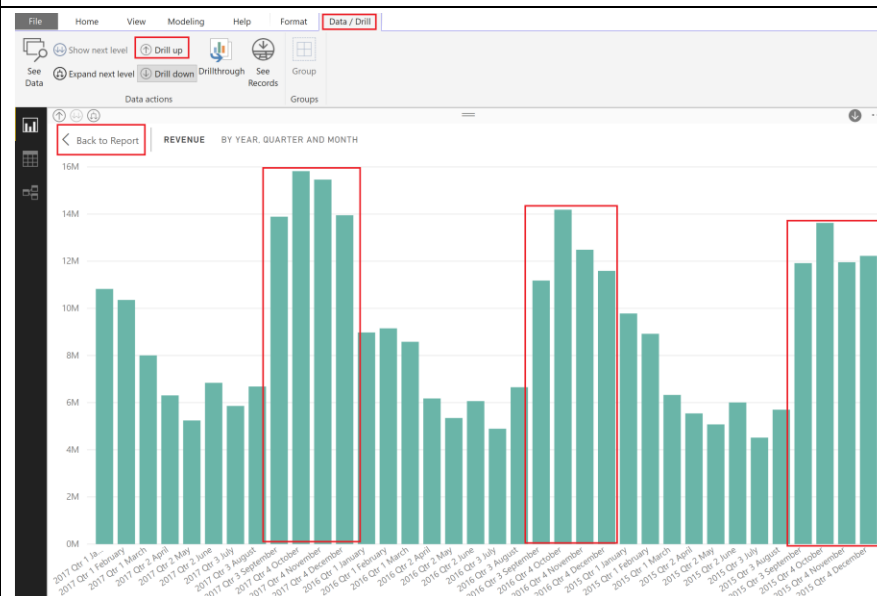 File Home View Modeling Help Format Data / Drill
See Data
Show next level
Expand next level
Drill up
Drill down
Drillthrough
See Records
Group
Data actions
Groups
Back to Report
REVENUE BY YEAR, QUARTER AND MONTH
16M
14M
12M
10M
8M
6M
4M
2M
0M
2017 Qtr 1 Ja...
2017 Qtr 1 February
2017 Qtr 1 March
2017 Qtr 2 April
2017 Qtr 2 May
2017 Qtr 2 June
2017 Qtr 3 July
2017 Qtr 3 August
2017 Qtr 3 September
2017 Qtr 4 October
2017 Qtr 4 November
2017 Qtr 4 December
2016 Qtr 1 January
2016 Qtr 1 February
2016 Qtr 1 March
2016 Qtr 2 April
2016 Qtr 2 May
2016 Qtr 2 June
2016 Qtr 3 July
2016 Qtr 3 August
2016 Qtr 3 September
2016 Qtr 4 October
2016 Qtr 4 November
2016 Qtr 4 December
2015 Qtr 1 January
2015 Qtr 1 February
2015 Qtr 1 March
2015 Qtr 2 April
2015 Qtr 2 May
2015 Qtr 2 June
2015 Qtr 3 July
2015 Qtr 3 August
2015 Qtr 3 September
2015 Qtr 4 October
2015 Qtr 4 November
2015 Qtr 4 December